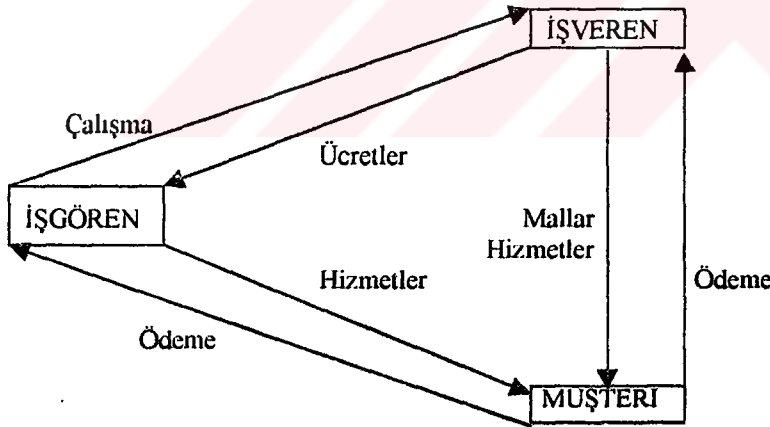 İŞVEREN
Çalışma
Ücretler
İŞGÖREN
Mallar
Hizmetler
Hizmetler
Ödeme
Ödeme
MUŞTERI